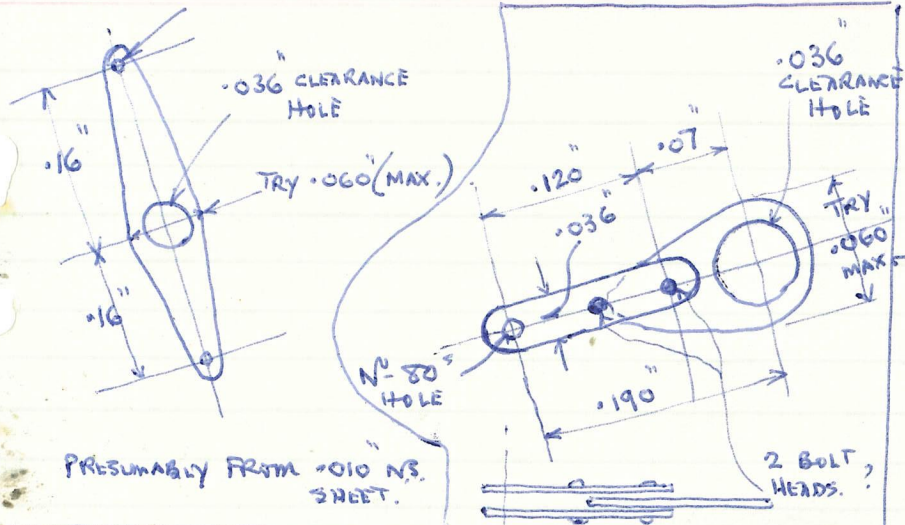 .036" CLEARANCE
HOLE
.16"
TRY .060"(MAX.)
.16"
PRESUMABLY FROM .010" N.S.
SHEET.
.036"
CLEARANCE
HOLE
.07"
.120"
.036"
TRY
.060"
MAX
Nº 80
HOLE
.190"
2 BOLT
HEADS. ?